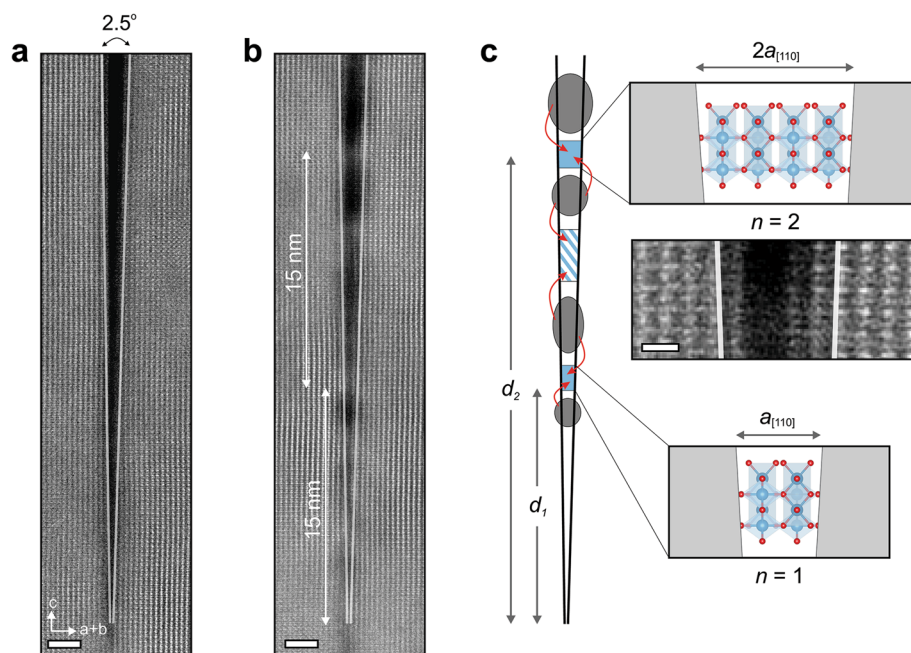 a
2.5°
c
a+b
b
15 nm
15 nm
c
d2
d1
2a[110]
n = 2
a[110]
n = 1